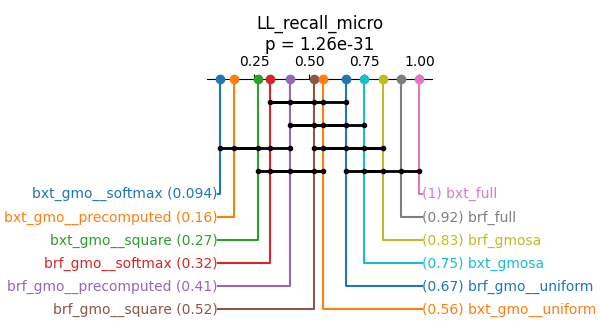 LL_recall_micro
p = 1.26e-31
0.25 0.50 0.75 1.00
bxt_gmo__softmax (0.094) (1) bxt_full
bxt_gmo__precomputed (0.16) (0.92) brf_full
bxt_gmo__square (0.27) (0.83) brf_gmosa
brf_gmo__softmax (0.32) (0.75) bxt_gmosa
brf_gmo__precomputed (0.41) (0.67) brf_gmo__uniform
brf_gmo__square (0.52) (0.56) bxt_gmo__uniform